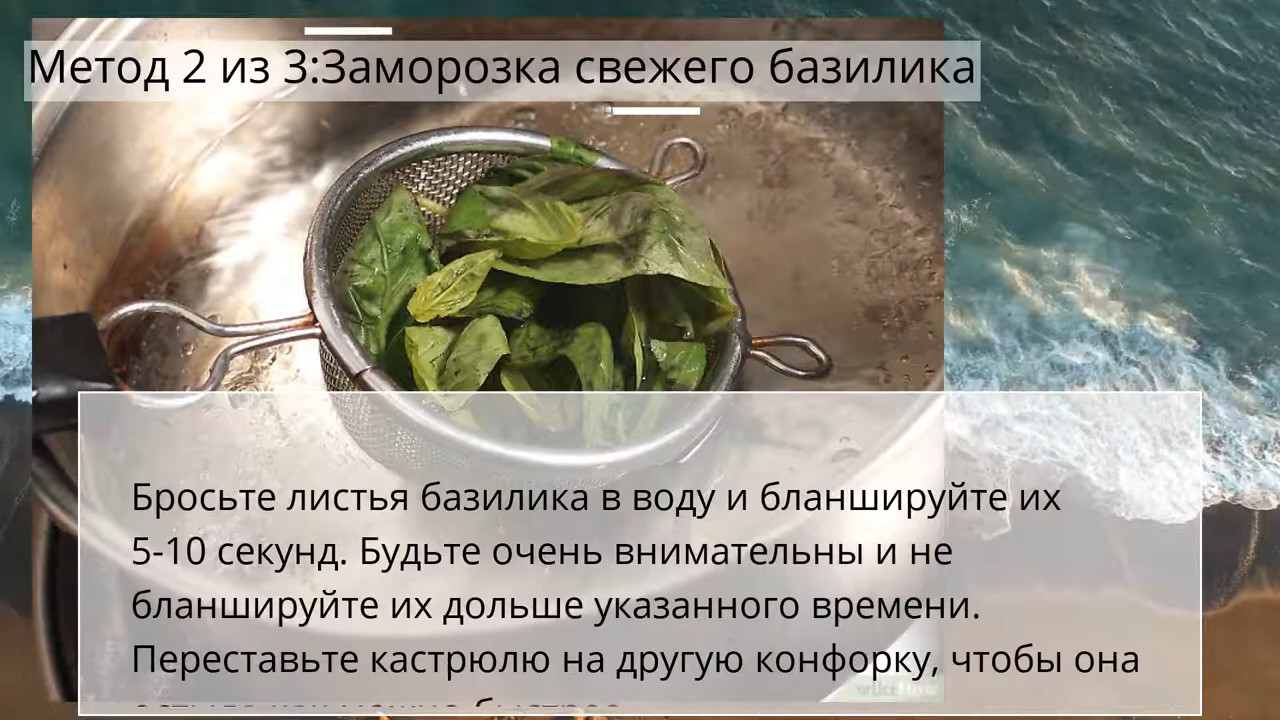 Метод 2 из 3:Заморозка свежего базилика
Бросьте листья базилика в воду и бланшируйте их
5-10 секунд. Будьте очень внимательны и не
бланшируйте их дольше указанного времени.
Переставьте кастрюлю на другую конфорку, чтобы она
wikiHow